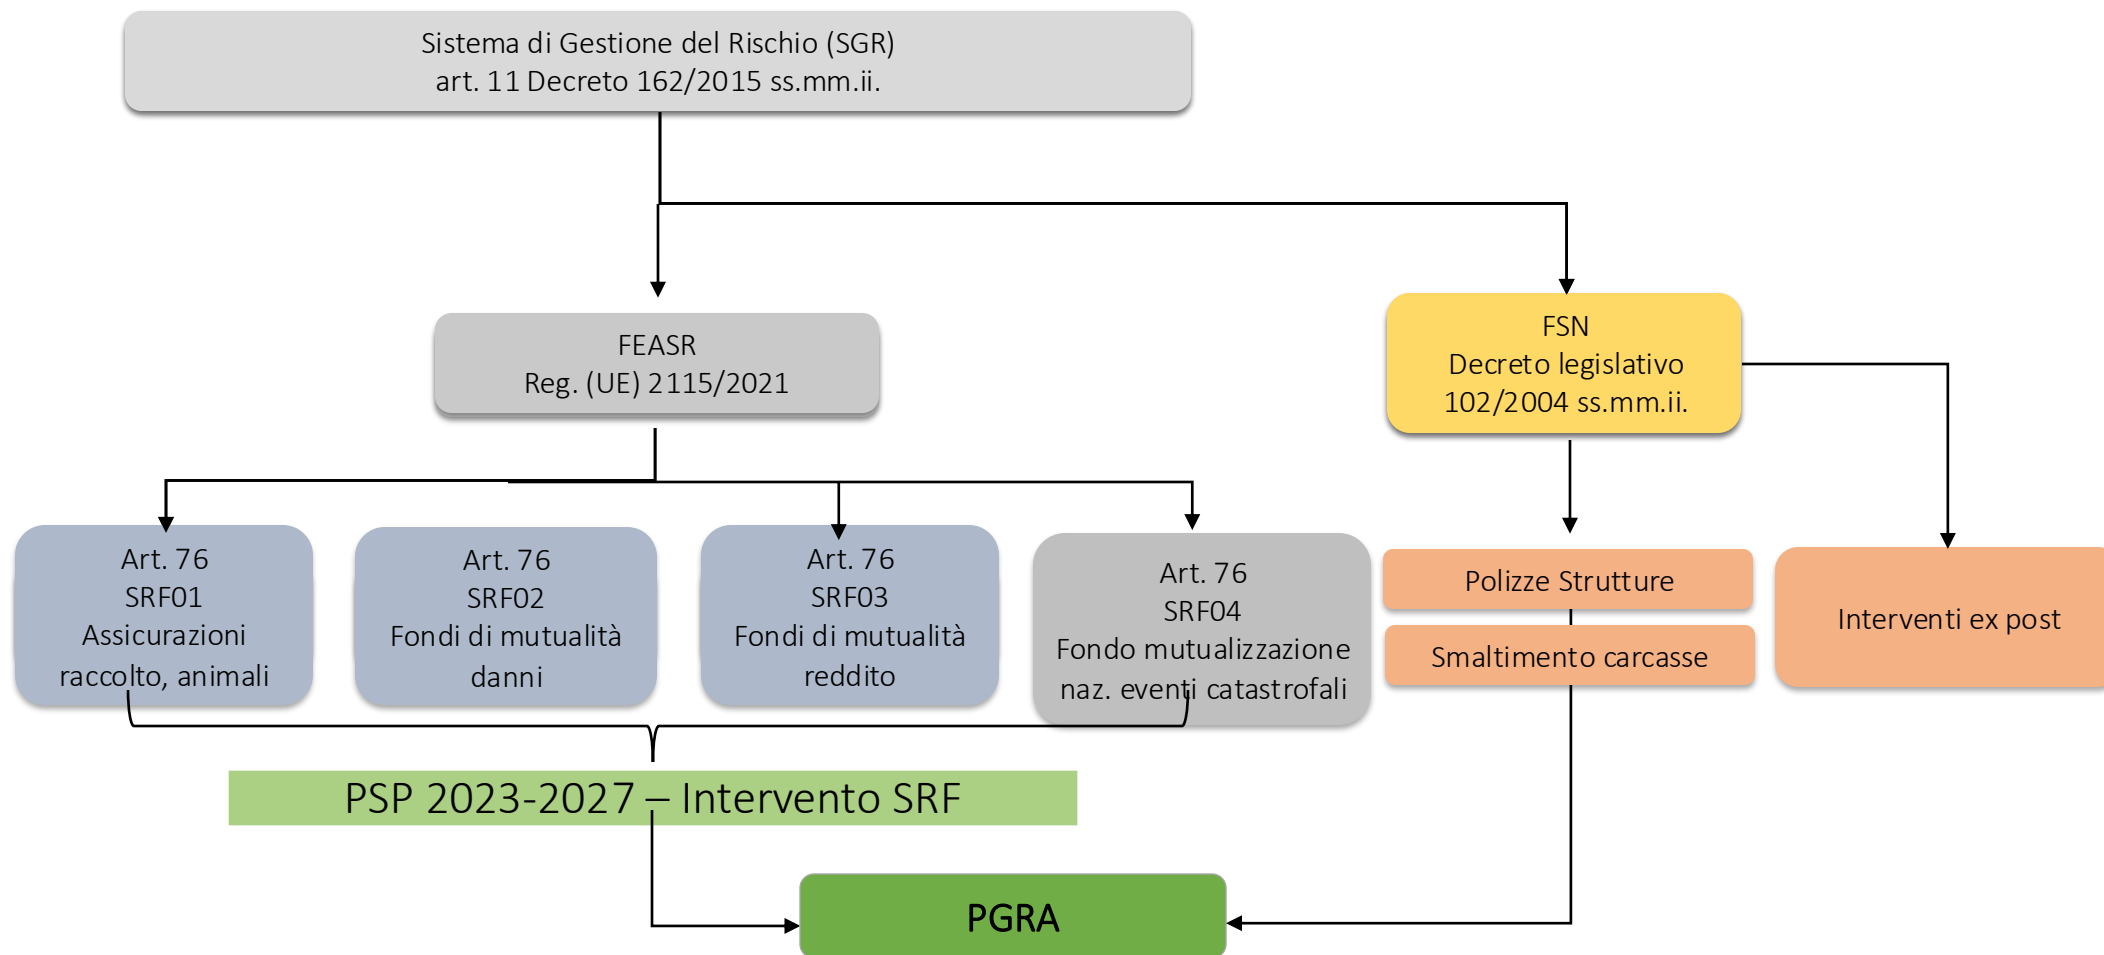 Sistema di Gestione del Rischio (SGR)
art. 11 Decreto 162/2015 ss.mm.ii.
FEASR
Reg. (UE) 2115/2021
FSN
Decreto legislativo
102/2004 ss.mm.ii.
Art. 76
SRF01
Assicurazioni
raccolto, animali
Art. 76
SRF02
Fondi di mutualità
danni
Art. 76
SRF03
Fondi di mutualità
reddito
Art. 76
SRF04
Fondo mutualizzazione
naz. eventi catastrofali
Polizze Strutture
Smaltimento carcasse
Interventi ex post
PSP 2023-2027 – Intervento SRF
PGRA